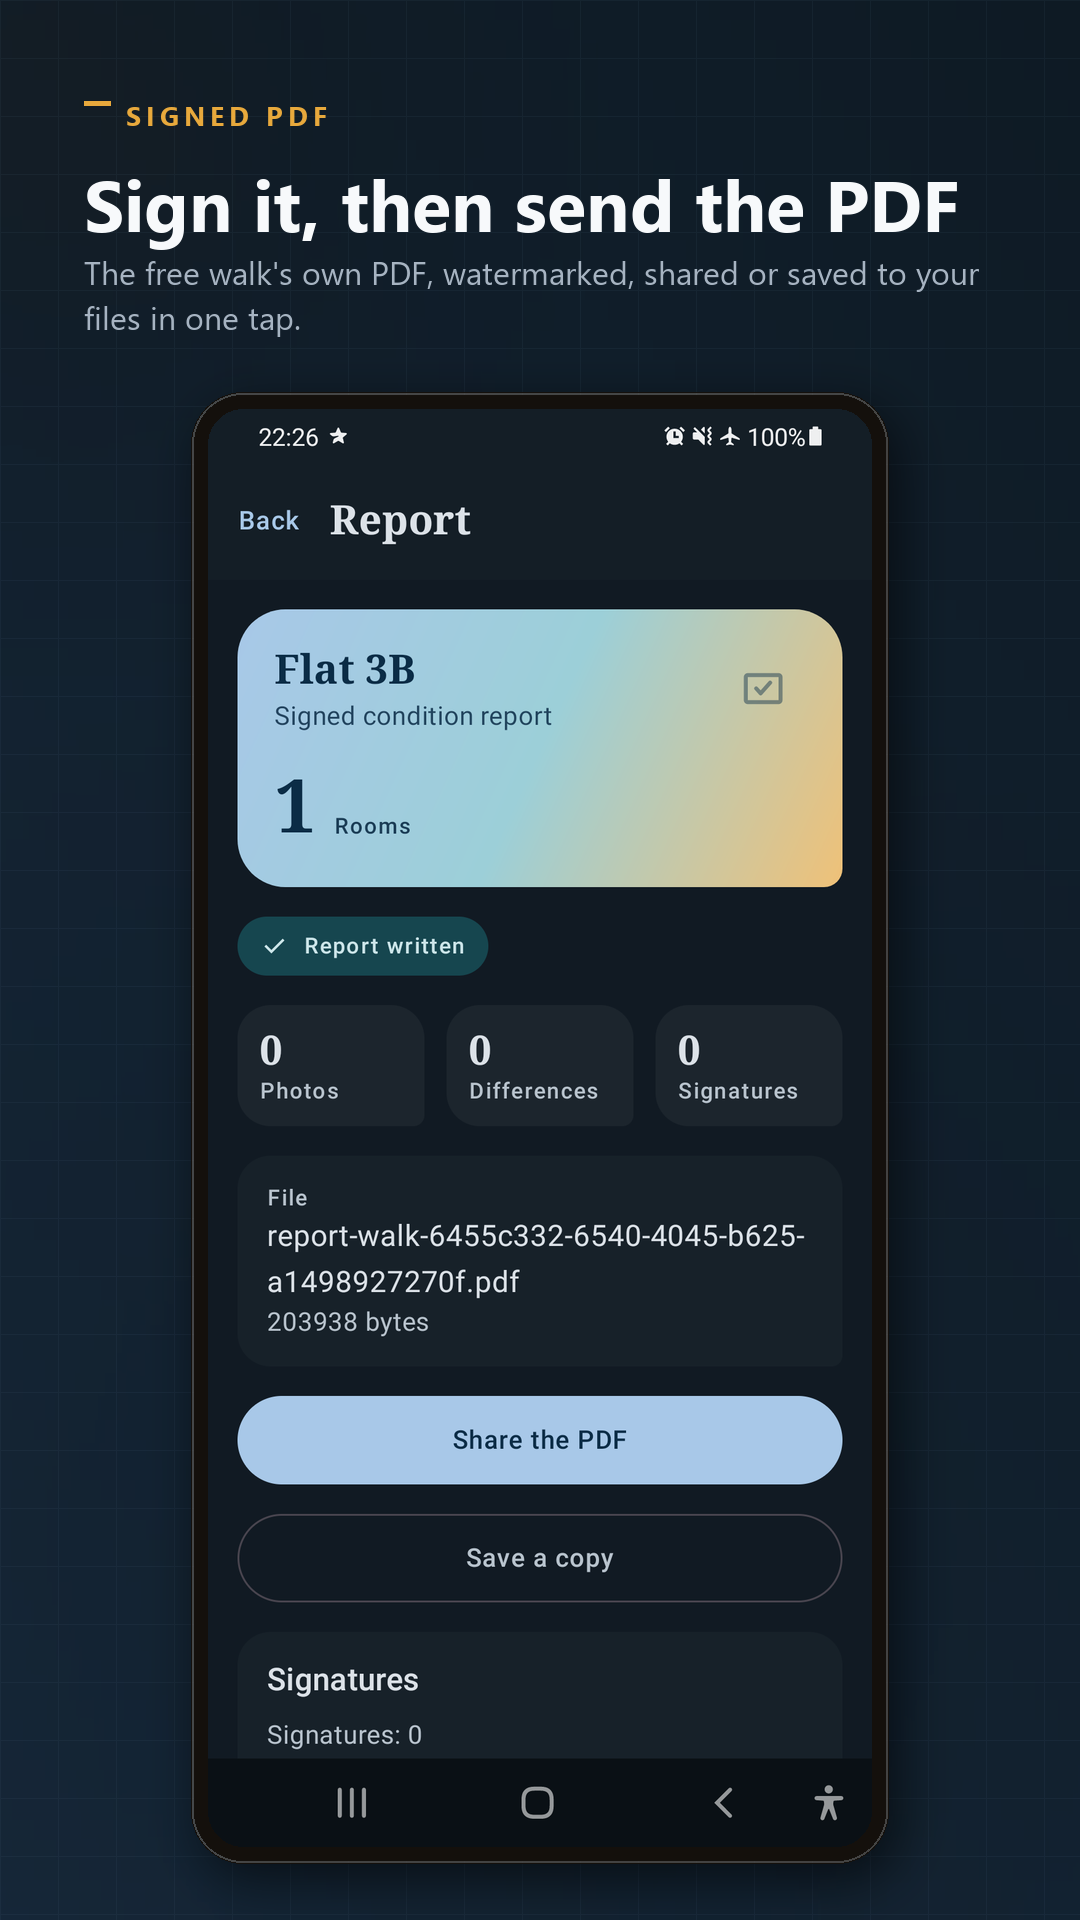 SIGNED PDF
Sign it, then send the PDF
The free walk's own PDF, watermarked, shared or saved to your
files in one tap.
22:26
100%
Back
Report
Flat 3B
Signed condition report
1 Rooms
Report written
0
Photos
0
Differences
0
Signatures
File
report-walk-6455c332-6540-4045-b625-
a1498927270f.pdf
203938 bytes
Share the PDF
Save a copy
Signatures
Signatures: 0